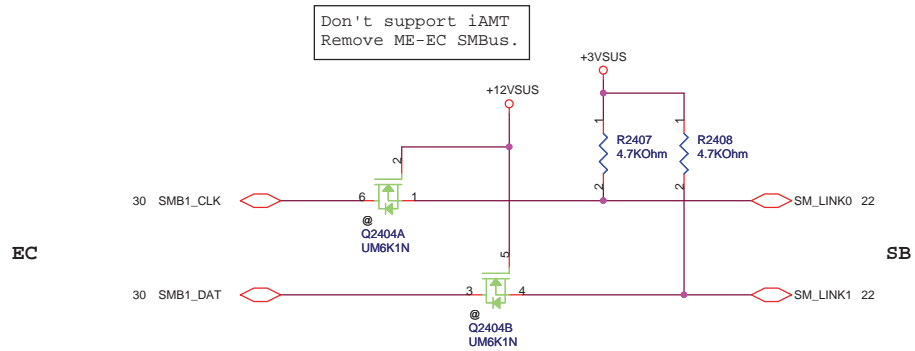 Don't support iAMT
Remove ME-EC SMBus.
+3VSUS
+12VSUS
1
1
R2407
4.7KOhm
R2408
4.7KOhm
2
2
2
30 SMB1_CLK
6
1
SM_LINK0 22
@
Q2404A
UM6K1N
EC
SB
5
30 SMB1_DAT
3
4
SM_LINK1 22
@
Q2404B
UM6K1N